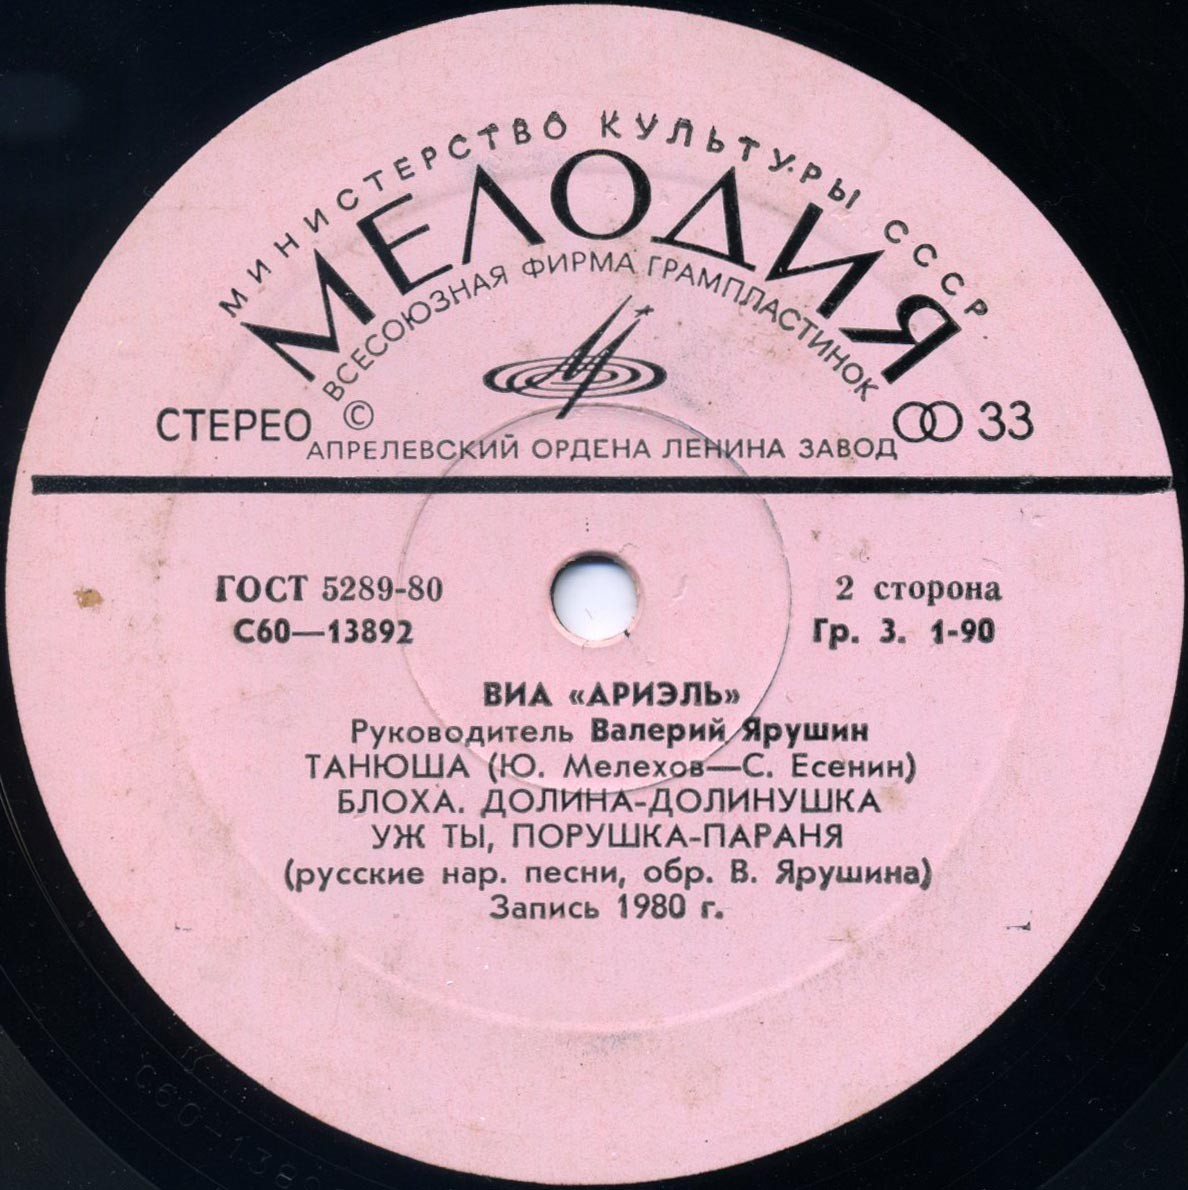 МИНИСТЕРСТВО КУЛЬТУРЫ СССР
МЕЛОДИЯ
ВСЕСОЮЗНАЯ ФИРМА ГРАМПЛАСТИНОК
СТЕРЕО © 33
АПРЕЛЕВСКИЙ ОРДЕНА ЛЕНИНА ЗАВОД
ГОСТ 5289-80 2 сторона
С60—13892 Гр. 3. 1-90
ВИА «АРИЭЛЬ»
Руководитель Валерий Ярушин
ТАНЮША (Ю. Мелехов—С. Есенин)
БЛОХА. ДОЛИНА-ДОЛИНУШКА
УЖ ТЫ, ПОРУШКА-ПАРАНЯ
(русские нар. песни, обр. В. Ярушина)
Запись 1980 г.